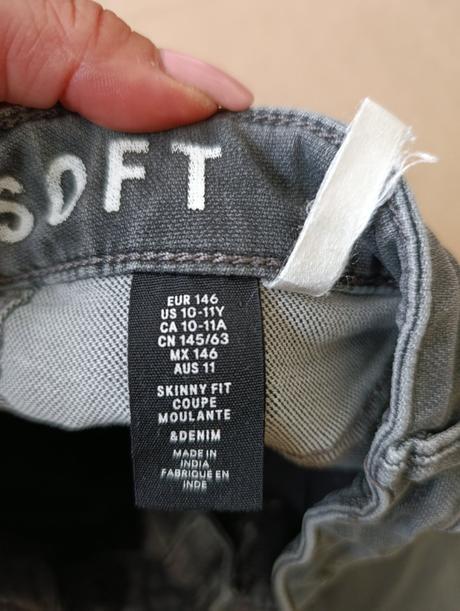 SOFT
EUR 146
US 10-11Y
CA 10-11A
CN 145/63
MX 146
AUS 11
SKINNY FIT
COUPE
MOULANTE
&DENIM
MADE IN
INDIA
FABRIQUE EN
INDE